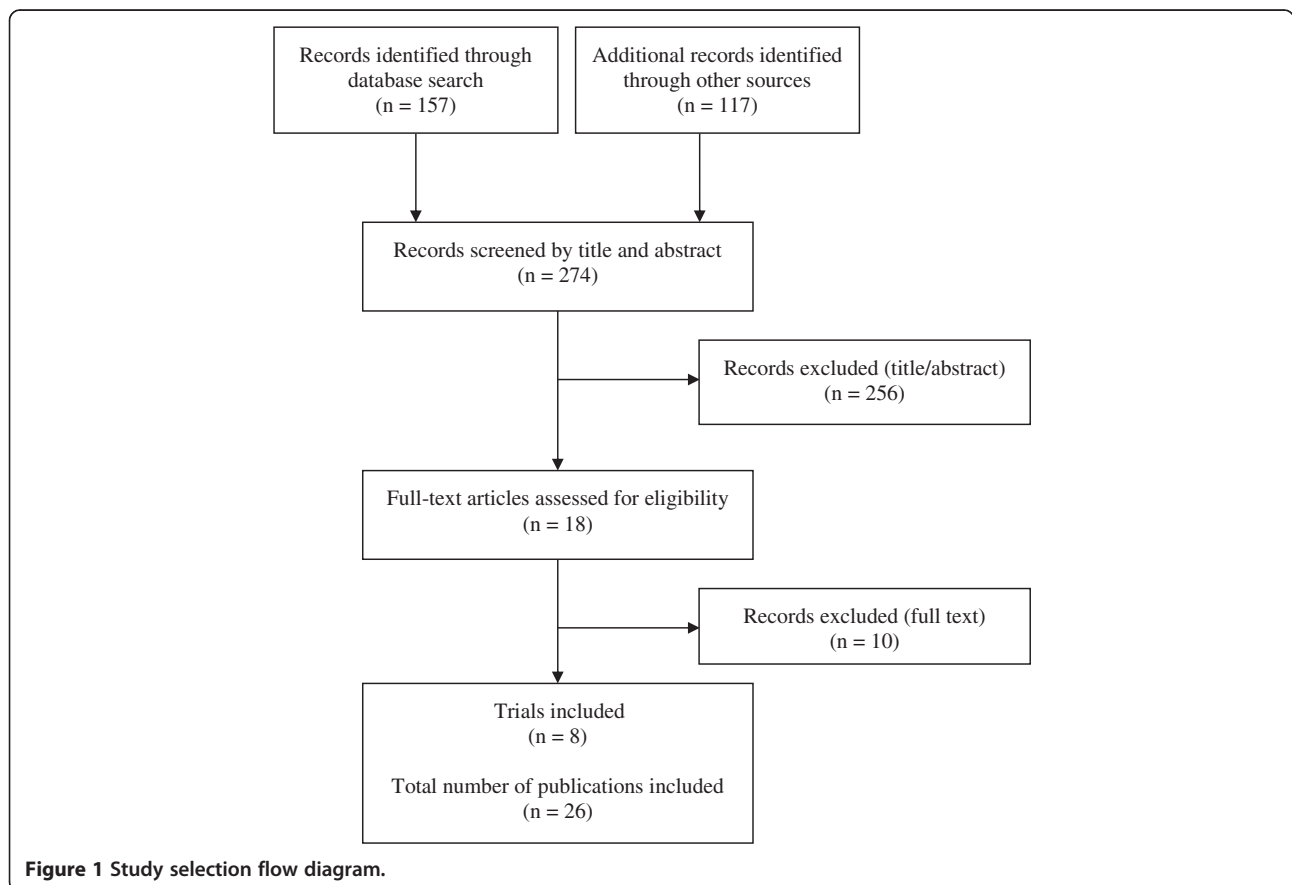 Records identified through
database search
(n = 157)
Additional records identified
through other sources
(n = 117)
Records screened by title and abstract
(n = 274)
Records excluded (title/abstract)
(n = 256)
Full-text articles assessed for eligibility
(n = 18)
Records excluded (full text)
(n = 10)
Trials included
(n = 8)
Total number of publications included
(n = 26)
Figure 1 Study selection flow diagram.